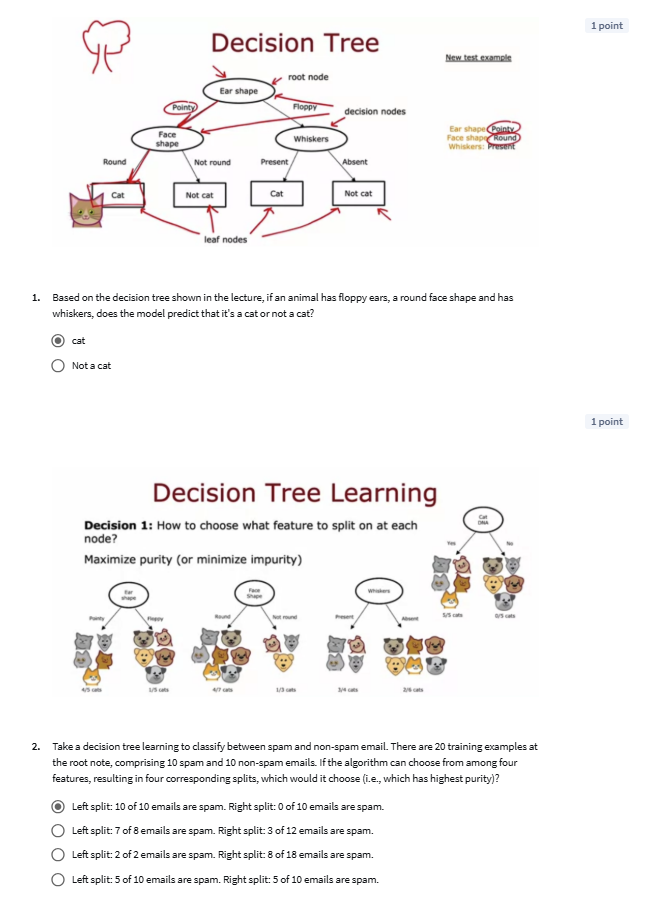 1 point
Decision Tree
New test example
root node
Ear shape
Pointy
Floppy
decision nodes
Face
shape
Whiskers
Ear shape: Pointy
Face shape: Round
Whiskers: Present
Round
Not round
Present
Absent
Cat
Not cat
Cat
Not cat
leaf nodes
1. Based on the decision tree shown in the lecture, if an animal has floppy ears, a round face shape and has
whiskers, does the model predict that it's a cat or not a cat?
cat
Not a cat
1 point
Decision Tree Learning
Decision 1: How to choose what feature to split on at each
node?
Maximize purity (or minimize impurity)
Cat
DNA
Yes
No
5/5 cats
0/5 cats
Ear
shape
Face
Shape
Whiskers
Pointy
Floppy
Round
Not round
Present
Absent
4/5 cats
1/5 cats
4/7 cats
1/3 cats
3/4 cats
2/6 cats
2. Take a decision tree learning to classify between spam and non-spam email. There are 20 training examples at
the root note, comprising 10 spam and 10 non-spam emails. If the algorithm can choose from among four
features, resulting in four corresponding splits, which would it choose (i.e., which has highest purity)?
Left split: 10 of 10 emails are spam. Right split: 0 of 10 emails are spam.
Left split: 7 of 8 emails are spam. Right split: 3 of 12 emails are spam.
Left split: 2 of 2 emails are spam. Right split: 8 of 18 emails are spam.
Left split: 5 of 10 emails are spam. Right split: 5 of 10 emails are spam.